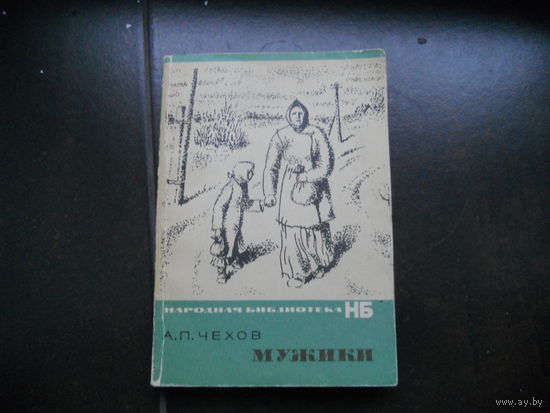 НАРОДНАЯ БИБЛИОТЕКА НБ
А.П. ЧЕХОВ
МУЖИКИ
www.ay.by